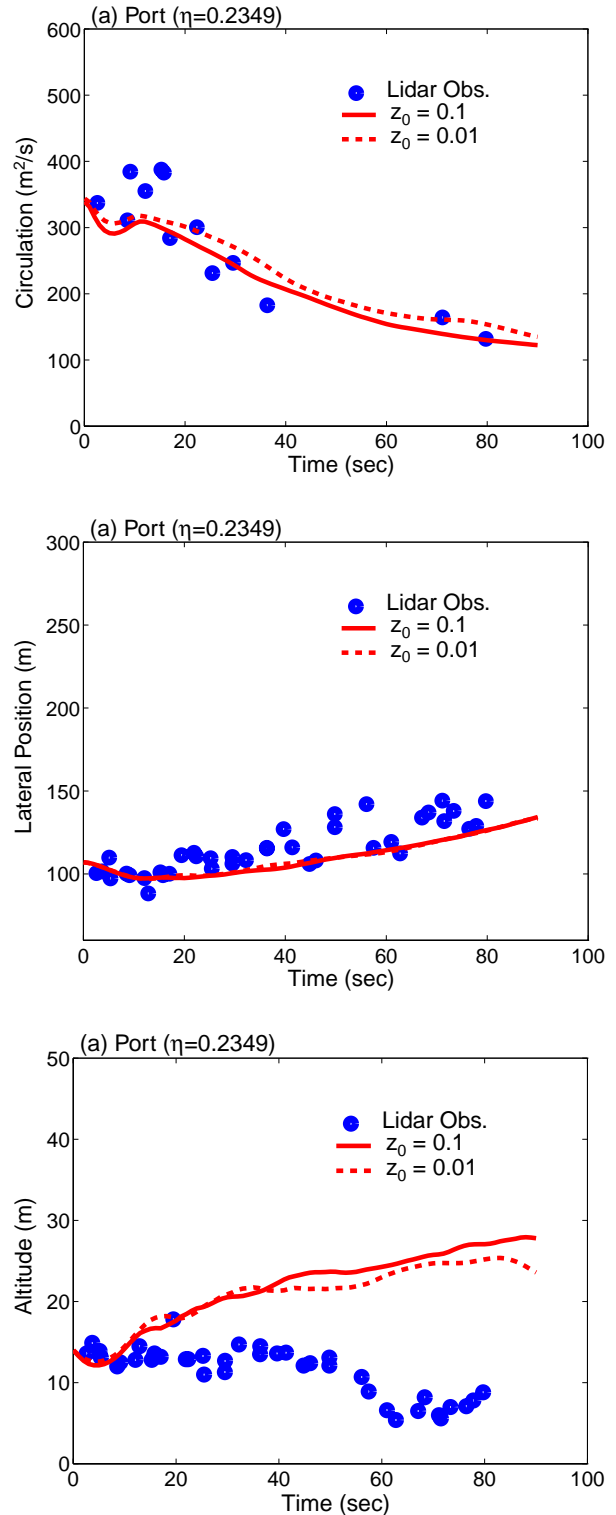 (a) Port (η=0.2349)
600
500
400
300
200
100
0
Circulation (m²/s)
Lidar Obs.
z₀ = 0.1
z₀ = 0.01
0 20 40 60 80 100
Time (sec)
(a) Port (η=0.2349)
300
250
200
150
100
Lateral Position (m)
Lidar Obs.
z₀ = 0.1
z₀ = 0.01
0 20 40 60 80 100
Time (sec)
(a) Port (η=0.2349)
50
40
30
20
10
0
Altitude (m)
Lidar Obs.
z₀ = 0.1
z₀ = 0.01
0 20 40 60 80 100
Time (sec)